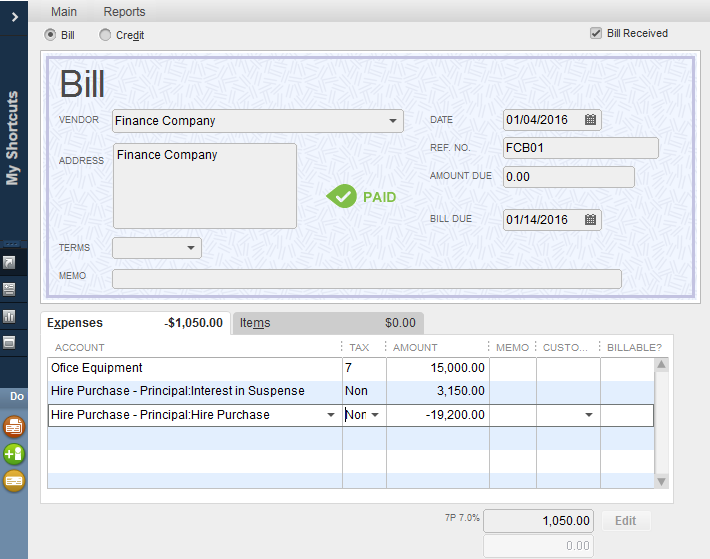 Main Reports
Bill Credit Bill Received
Bill
VENDOR Finance Company DATE 01/04/2016
REF. NO. FCB01
ADDRESS Finance Company
AMOUNT DUE 0.00
PAID
BILL DUE 01/14/2016
TERMS
MEMO
My Shortcuts
Expenses -$1,050.00 Items $0.00
ACCOUNT TAX AMOUNT MEMO CUSTO... BILLABLE?
Ofice Equipment 7 15,000.00
Hire Purchase - Principal:Interest in Suspense Non 3,150.00
Hire Purchase - Principal:Hire Purchase Non -19,200.00
Do
7P 7.0% 1,050.00 Edit
0.00